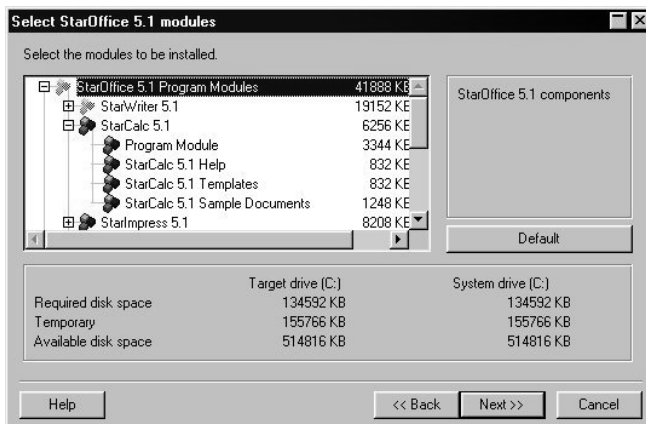 Select StarOffice 5.1 modules
Select the modules to be installed.
StarOffice 5.1 Program Modules 41888 KB
StarWriter 5.1 19152 KB
StarCalc 5.1 6256 KB
Program Module 3344 KB
StarCalc 5.1 Help 832 KB
StarCalc 5.1 Templates 832 KB
StarCalc 5.1 Sample Documents 1248 KB
StarImpress 5.1 8208 KB
StarOffice 5.1 components
Default
Target drive (C:) System drive (C:)
Required disk space 134592 KB 134592 KB
Temporary 155766 KB 155766 KB
Available disk space 514816 KB 514816 KB
Help << Back Next >> Cancel